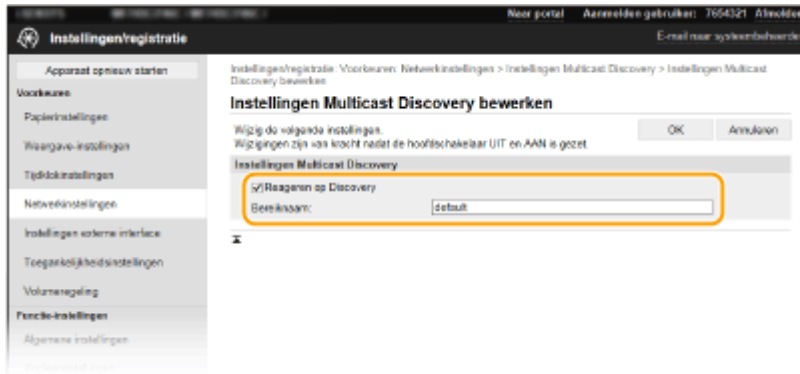 Naar portal Aanmelden gebruiker: 7654321 Afmelden
Instellingen/registratie
E-mail naar systeembeheerder
Apparaat opnieuw starten
Voorkeuren
Papierinstellingen
Weergave-instellingen
Tijdklokinstellingen
Netwerkinstellingen
Instellingen externe interface
Toegankelijkheidsinstellingen
Volumeregeling
Functie-instellingen
Algemene instellingen
Instellingen/registratie: Voorkeuren: Netwerkinstellingen > Instellingen Multicast Discovery > Instellingen Multicast
Discovery bewerken
Instellingen Multicast Discovery bewerken
Wijzig de volgende instellingen.
Wijzigingen zijn van kracht nadat de hoofdschakelaar UIT en AAN is gezet.
OK
Annuleren
Instellingen Multicast Discovery
Reageren op Discovery
Bereiknaam:
default